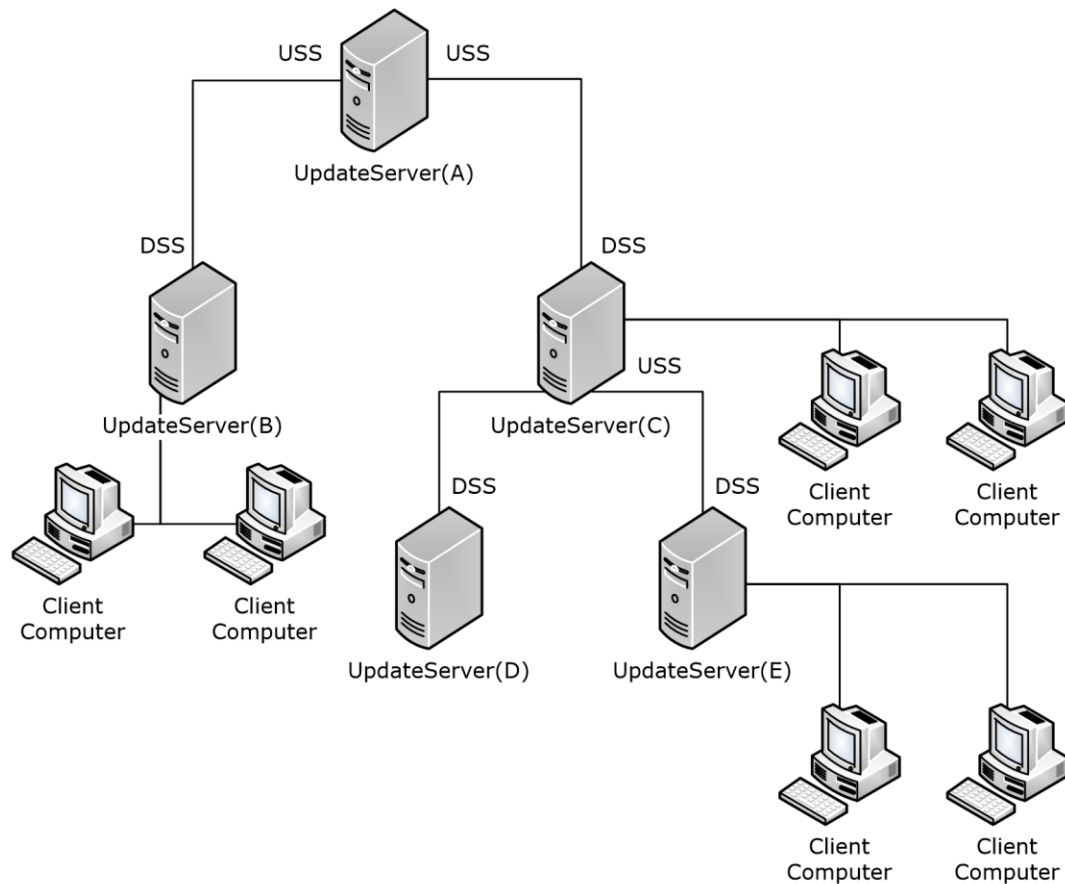 USS
USS
UpdateServer(A)
DSS
DSS
USS
UpdateServer(B)
UpdateServer(C)
DSS
DSS
Client
Computer
Client
Computer
Client
Computer
Client
Computer
UpdateServer(D)
UpdateServer(E)
Client
Computer
Client
Computer